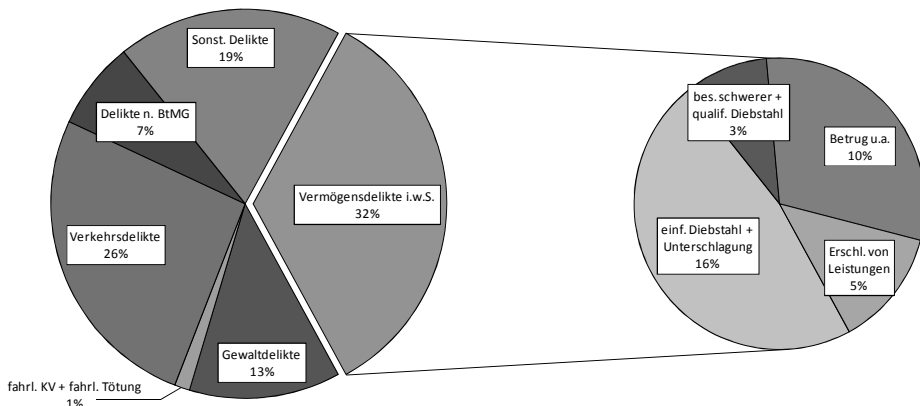 Sonst. Delikte
19%
Delikte n. BtMG
7%
Verkehrsdelikte
26%
fahrl. KV + fahrl. Tötung
1%
Gewaltdelikte
13%
Vermögensdelikte i.w.S.
32%
bes. schwerer +
qualif. Diebstahl
3%
Betrug u.a.
10%
einf. Diebstahl +
Unterschlagung
16%
Erschl. von
Leistungen
5%